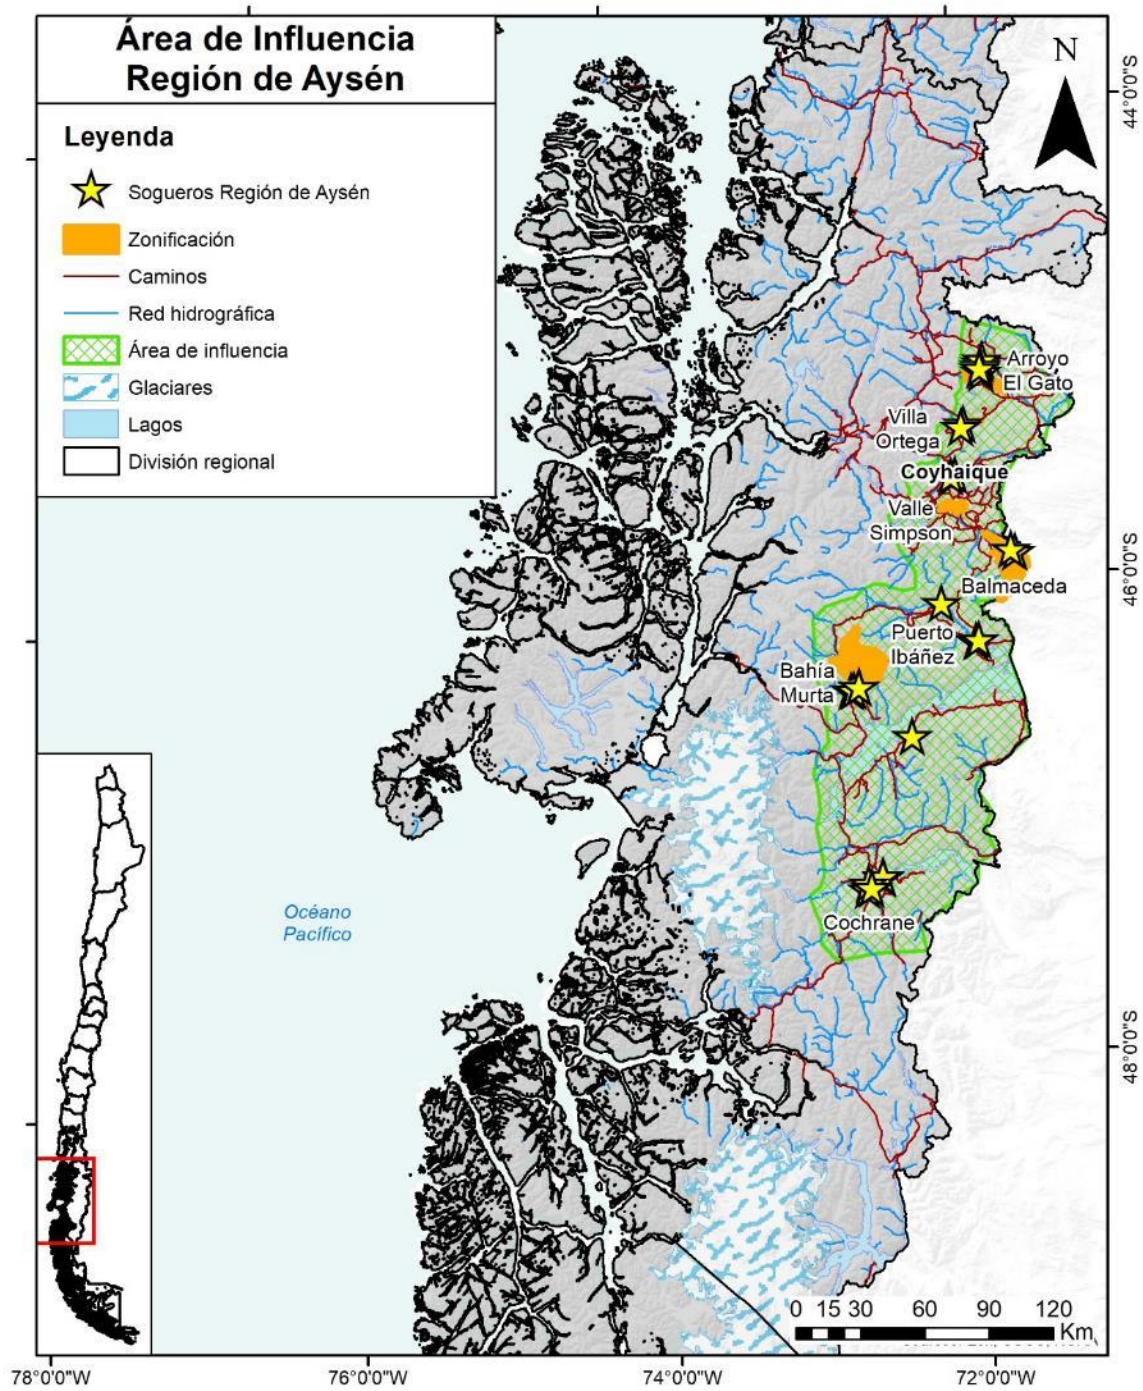 Área de Influencia
Región de Aysén
Leyenda
Sogueros Región de Aysén
Zonificación
Caminos
Red hidrográfica
Área de influencia
Glaciares
Lagos
División regional
N
44°0'0"S
46°0'0"S
48°0'0"S
Arroyo
El Gato
Villa
Ortega
Coyhaique
Valle
Simpson
Balmaceda
Puerto
Ibáñez
Bahía
Murta
Cochrane
Océano
Pacífico
0 15 30 60 90 120
Km
78°0'0"W 76°0'0"W 74°0'0"W 72°0'0"W